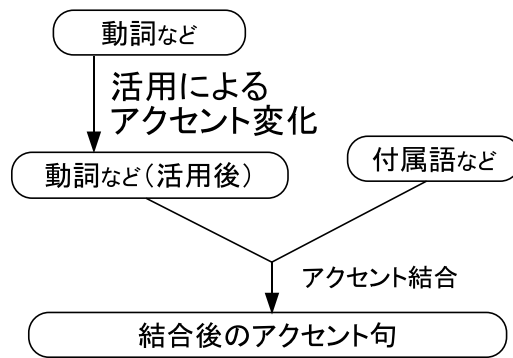 動詞など
活用による
アクセント変化
動詞など（活用後）
付属語など
アクセント結合
結合後のアクセント句